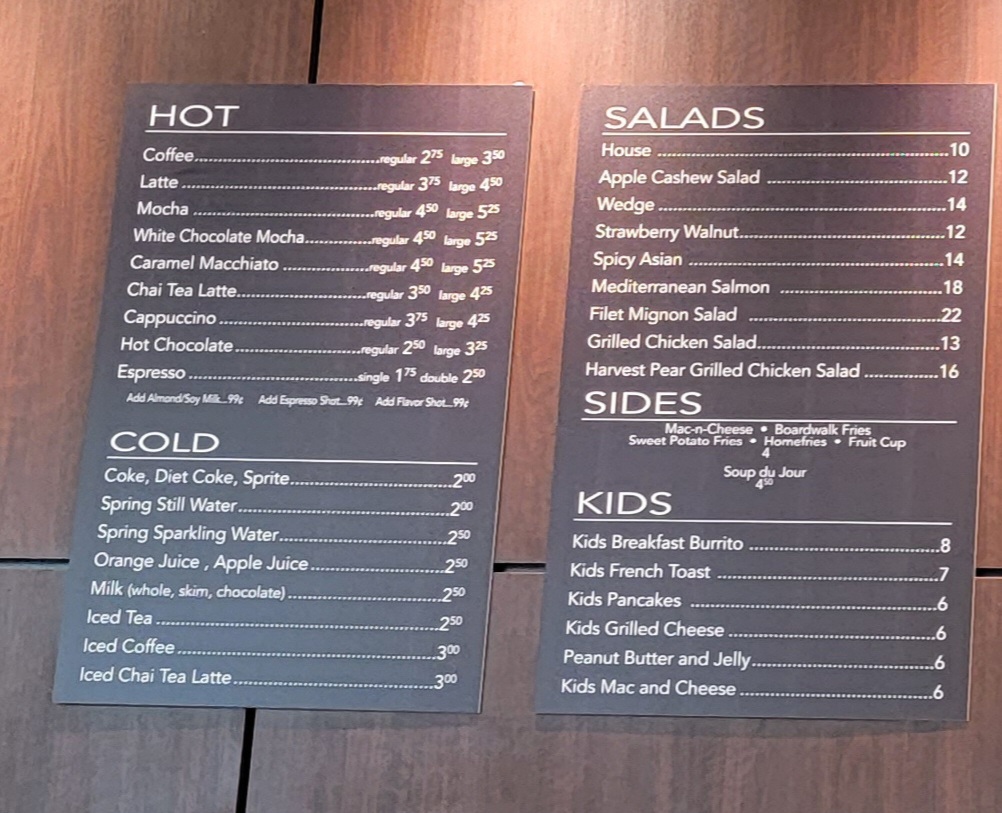 HOT
Coffee regular 2.75 large 3.50
Latte regular 3.75 large 4.50
Mocha regular 4.50 large 5.25
White Chocolate Mocha regular 4.50 large 5.25
Caramel Macchiato regular 4.50 large 5.25
Chai Tea Latte regular 3.50 large 4.25
Cappuccino regular 3.75 large 4.25
Hot Chocolate regular 2.50 large 3.25
Espresso single 1.75 double 2.50
Add Almond/Soy Milk...99¢ Add Espresso Shot...99¢ Add Flavor Shot...99¢
COLD
Coke, Diet Coke, Sprite 2.00
Spring Still Water 2.00
Spring Sparkling Water 2.50
Orange Juice , Apple Juice 2.50
Milk (whole, skim, chocolate) 2.50
Iced Tea 2.50
Iced Coffee 3.00
Iced Chai Tea Latte 3.00
SALADS
House 10
Apple Cashew Salad 12
Wedge 14
Strawberry Walnut 12
Spicy Asian 14
Mediterranean Salmon 18
Filet Mignon Salad 22
Grilled Chicken Salad 13
Harvest Pear Grilled Chicken Salad 16
SIDES
Mac-n-Cheese • Boardwalk Fries
Sweet Potato Fries • Homefries • Fruit Cup
4
Soup du Jour
4.50
KIDS
Kids Breakfast Burrito 8
Kids French Toast 7
Kids Pancakes 6
Kids Grilled Cheese 6
Peanut Butter and Jelly 6
Kids Mac and Cheese 6